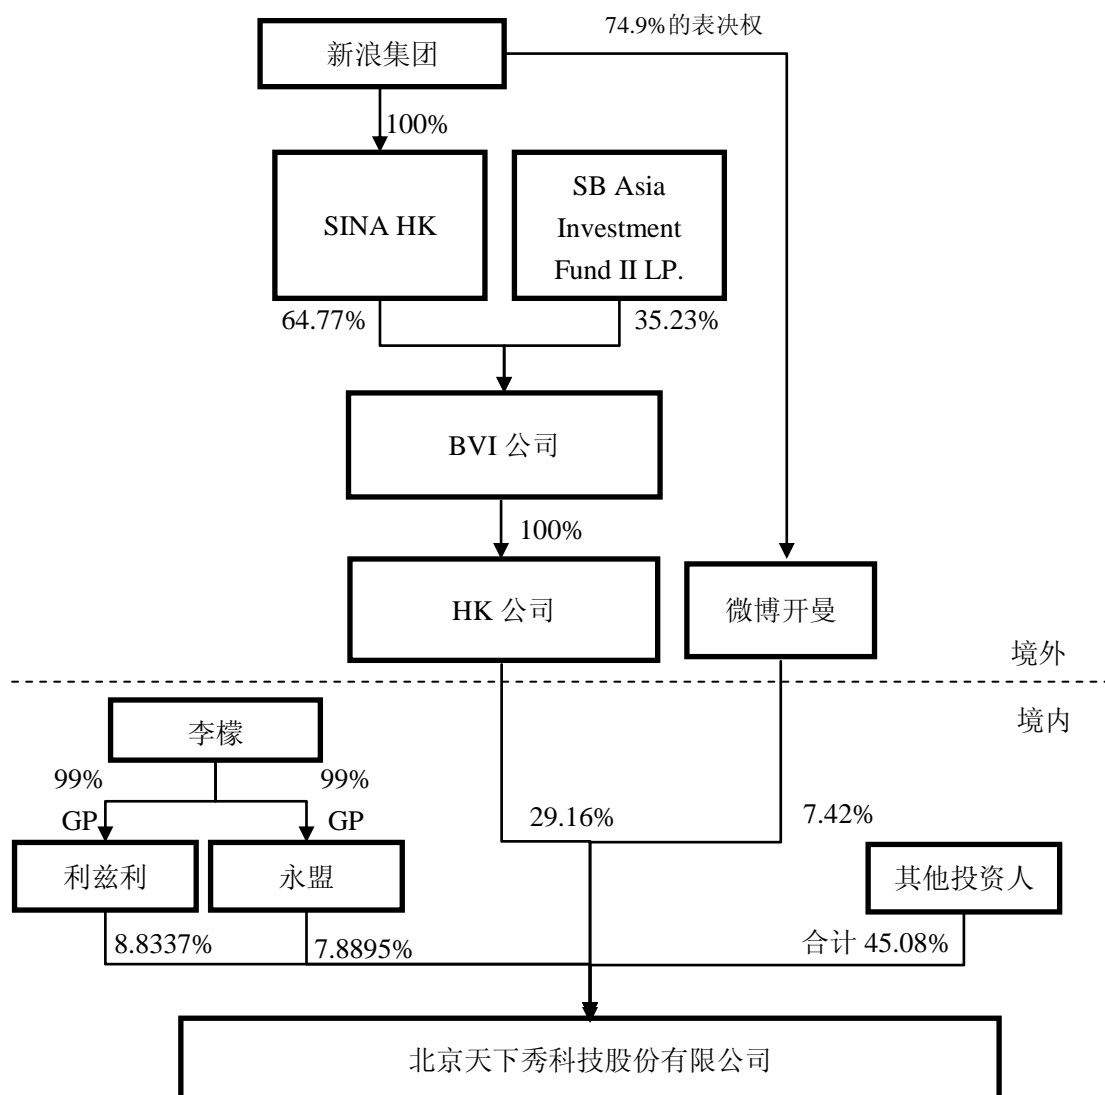 74.9%的表决权
新浪集团
100%
SINA HK
SB Asia
Investment
Fund II LP.
64.77%
35.23%
BVI 公司
100%
HK 公司
微博开曼
境外
境内
李檬
99%
99%
GP
GP
29.16%
7.42%
利兹利
永盟
其他投资人
8.8337%
7.8895%
合计 45.08%
北京天下秀科技股份有限公司